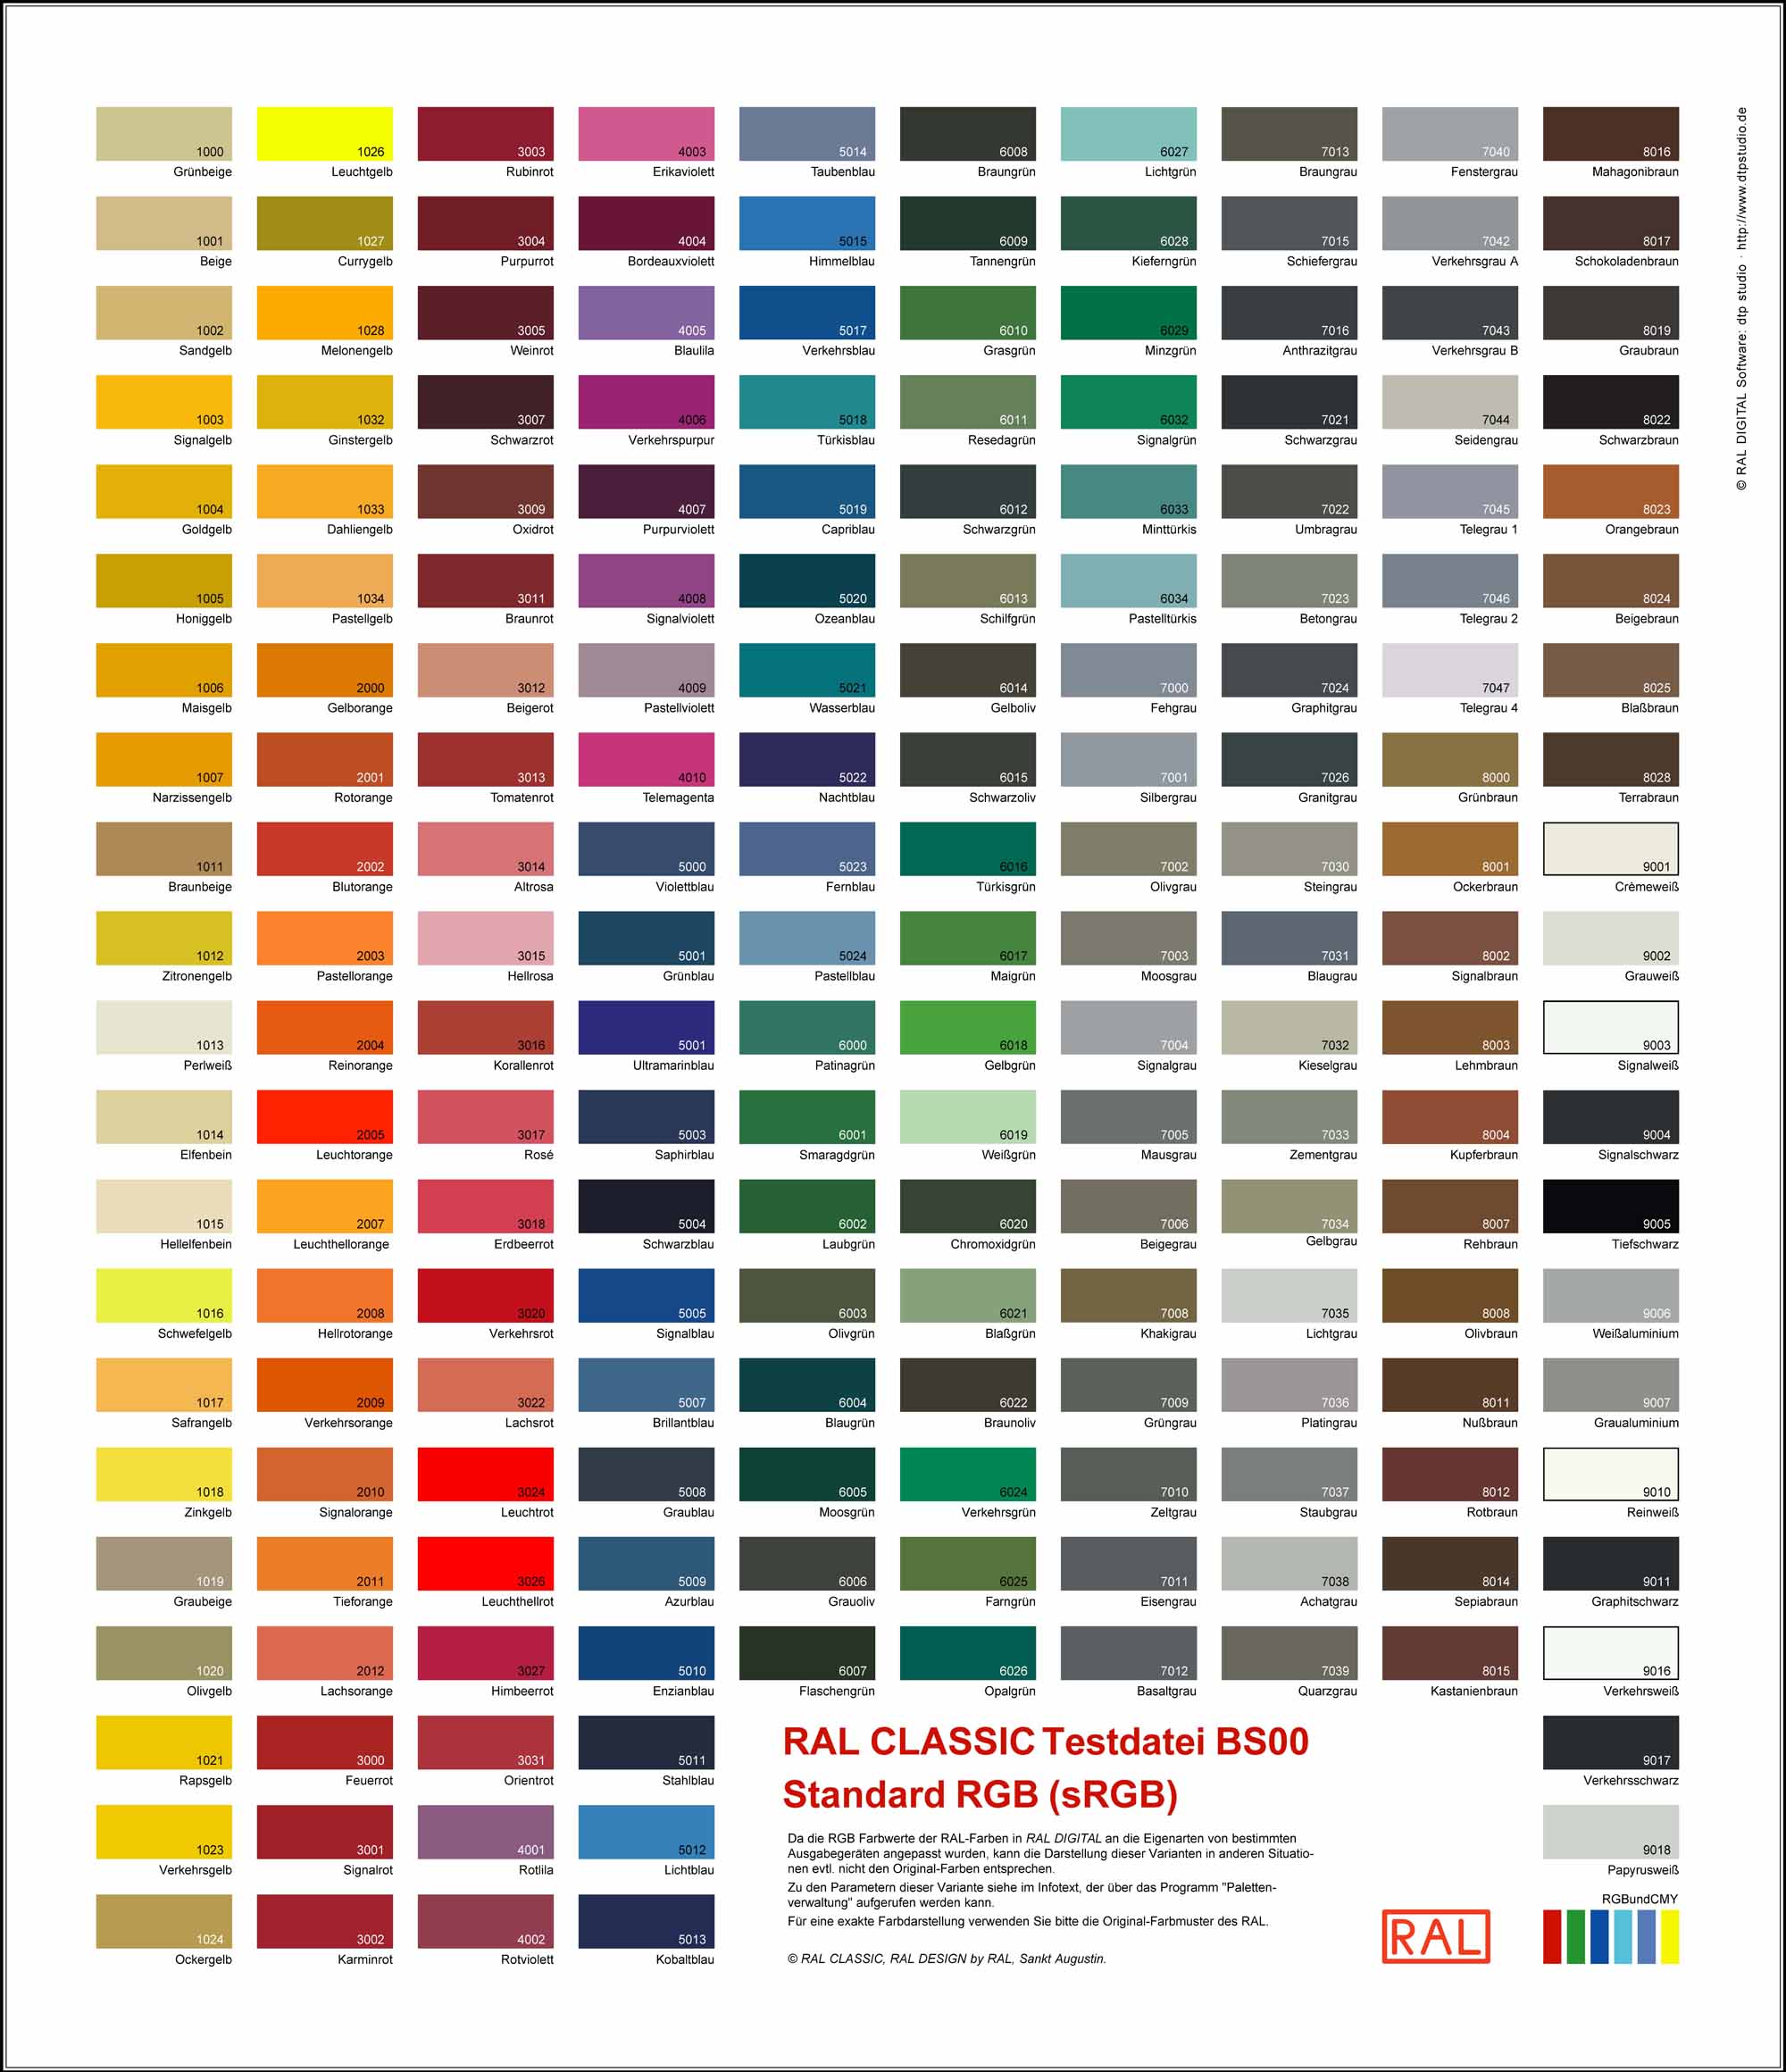 1000
Grünbeige
1001
Beige
1002
Sandgelb
1003
Signalgelb
1004
Goldgelb
1005
Honiggelb
1006
Maisgelb
1007
Narzissengelb
1011
Braunbeige
1012
Zitronengelb
1013
Perlweiß
1014
Elfenbein
1015
Hellelfenbein
1016
Schwefelgelb
1017
Safrangelb
1018
Zinkgelb
1019
Graubeige
1020
Olivgelb
1021
Rapsgelb
1023
Verkehrsgelb
1024
Ockergelb
1026
Leuchtgelb
1027
Currygelb
1028
Melonengelb
1032
Ginstergelb
1033
Dahliengelb
1034
Pastellgelb
2000
Gelborange
2001
Rotorange
2002
Blutorange
2003
Pastellorange
2004
Reinorange
2005
Leuchtorange
2007
Leuchthellorange
2008
Hellrotorange
2009
Verkehrsorange
2010
Signalorange
2011
Tieforange
2012
Lachsorange
3000
Feuerrot
3001
Signalrot
3002
Karminrot
3003
Rubinrot
3004
Purpurrot
3005
Weinrot
3007
Schwarzrot
3009
Oxidrot
3011
Braunrot
3012
Beigerot
3013
Tomatenrot
3014
Altrosa
3015
Hellrosa
3016
Korallenrot
3017
Rosé
3018
Erdbeerrot
3020
Verkehrsrot
3022
Lachsrot
3024
Leuchtrot
3026
Leuchthellrot
3027
Himbeerrot
3031
Orientrot
4001
Rotlila
4002
Rotviolett
4003
Erikaviolett
4004
Bordeauxviolett
4005
Blaulila
4006
Verkehrspurpur
4007
Purpurviolett
4008
Signalviolett
4009
Pastellviolett
4010
Telemagenta
5000
Violettblau
5001
Grünblau
5001
Ultramarinblau
5003
Saphirblau
5004
Schwarzblau
5005
Signalblau
5007
Brillantblau
5008
Graublau
5009
Azurblau
5010
Enzianblau
5011
Stahlblau
5012
Lichtblau
5013
Kobaltblau
5014
Taubenblau
5015
Himmelblau
5017
Verkehrsblau
5018
Türkisblau
5019
Capriblau
5020
Ozeanblau
5021
Wasserblau
5022
Nachtblau
5023
Fernblau
5024
Pastellblau
6000
Patinagrün
6001
Smaragdgrün
6002
Laubgrün
6003
Olivgrün
6004
Blaugrün
6005
Moosgrün
6006
Grauoliv
6007
Flaschengrün
6008
Braungrün
6009
Tannengrün
6010
Grasgrün
6011
Resedagrün
6012
Schwarzgrün
6013
Schilfgrün
6014
Gelboliv
6015
Schwarzoliv
6016
Türkisgrün
6017
Maigrün
6018
Gelbgrün
6019
Weißgrün
6020
Chromoxidgrün
6021
Blaßgrün
6022
Braunoliv
6024
Verkehrsgrün
6025
Farngrün
6026
Opalgrün
6027
Lichtgrün
6028
Kieferngrün
6029
Minzgrün
6032
Signalgrün
6033
Minttürkis
6034
Pastelltürkis
7000
Fehgrau
7001
Silbergrau
7002
Olivgrau
7003
Moosgrau
7004
Signalgrau
7005
Mausgrau
7006
Beigegrau
7008
Khakigrau
7009
Grüngrau
7010
Zeltgrau
7011
Eisengrau
7012
Basaltgrau
7013
Braungrau
7015
Schiefergrau
7016
Anthrazitgrau
7021
Schwarzgrau
7022
Umbragrau
7023
Betongrau
7024
Graphitgrau
7026
Granitgrau
7030
Steingrau
7031
Blaugrau
7032
Kieselgrau
7033
Zementgrau
7034
Gelbgrau
7035
Lichtgrau
7036
Platingrau
7037
Staubgrau
7038
Achatgrau
7039
Quarzgrau
7040
Fenstergrau
7042
Verkehrsgrau A
7043
Verkehrsgrau B
7044
Seidengrau
7045
Telegrau 1
7046
Telegrau 2
7047
Telegrau 4
8000
Grünbraun
8001
Ockerbraun
8002
Signalbraun
8003
Lehmbraun
8004
Kupferbraun
8007
Rehbraun
8008
Olivbraun
8011
Nußbraun
8012
Rotbraun
8014
Sepiabraun
8015
Kastanienbraun
8016
Mahagonibraun
8017
Schokoladenbraun
8019
Graubraun
8022
Schwarzbraun
8023
Orangebraun
8024
Beigebraun
8025
Blaßbraun
8028
Terrabraun
9001
Crèmeweiß
9002
Grauweiß
9003
Signalweiß
9004
Signalschwarz
9005
Tiefschwarz
9006
Weißaluminium
9007
Graualuminium
9010
Reinweiß
9011
Graphitschwarz
9016
Verkehrsweiß
9017
Verkehrsschwarz
9018
Papyrusweiß
RAL CLASSIC Testdatei BS00
Standard RGB (sRGB)
Da die RGB Farbwerte der RAL-Farben in RAL DIGITAL an die Eigenarten von bestimmten
Ausgabegeräten angepasst wurden, kann die Darstellung dieser Varianten in anderen Situatio-
nen evtl. nicht den Original-Farben entsprechen.
Zu den Parametern dieser Variante siehe im Infotext, der über das Programm "Paletten-
verwaltung" aufgerufen werden kann.
Für eine exakte Farbdarstellung verwenden Sie bitte die Original-Farbmuster des RAL.
© RAL CLASSIC, RAL DESIGN by RAL, Sankt Augustin.
RAL
RGBundCMY
© RAL DIGITAL Software: dtp studio · http://www.dtpstudio.de